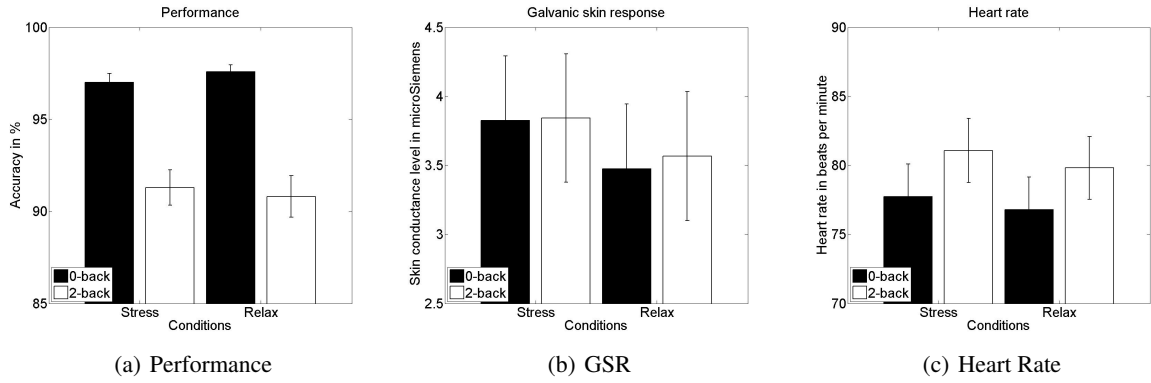 Performance
100
95
90
85
Accuracy in %
0-back
2-back
Stress Relax
Conditions
(a) Performance
Galvanic skin response
4.5
4
3.5
3
2.5
Skin conductance level in microSiemens
0-back
2-back
Stress Relax
Conditions
(b) GSR
Heart rate
90
85
80
75
70
Heart rate in beats per minute
0-back
2-back
Stress Relax
Conditions
(c) Heart Rate